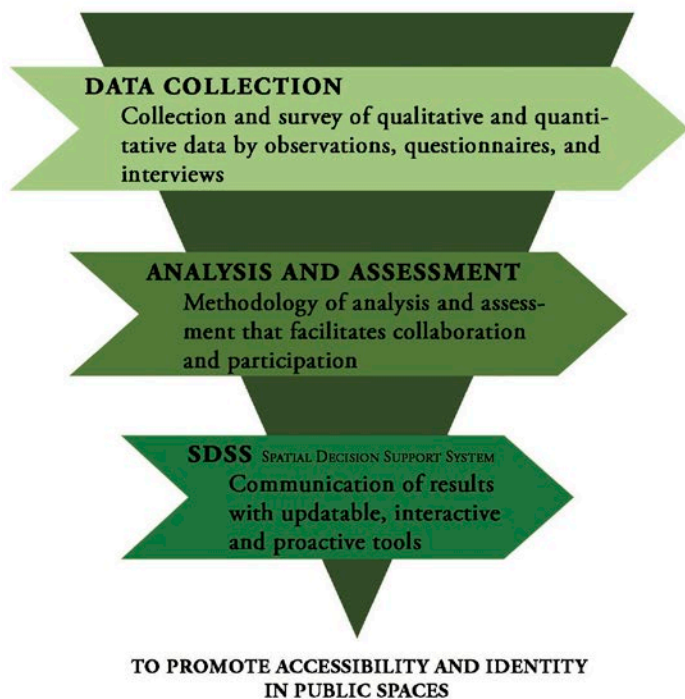 DATA COLLECTION
Collection and survey of qualitative and quanti-
tative data by observations, questionnaires, and
interviews
ANALYSIS AND ASSESSMENT
Methodology of analysis and assess-
ment that facilitates collaboration
and participation
SDSS SPATIAL DECISION SUPPORT SYSTEM
Communication of results
with updatable, interactive
and proactive tools
TO PROMOTE ACCESSIBILITY AND IDENTITY
IN PUBLIC SPACES